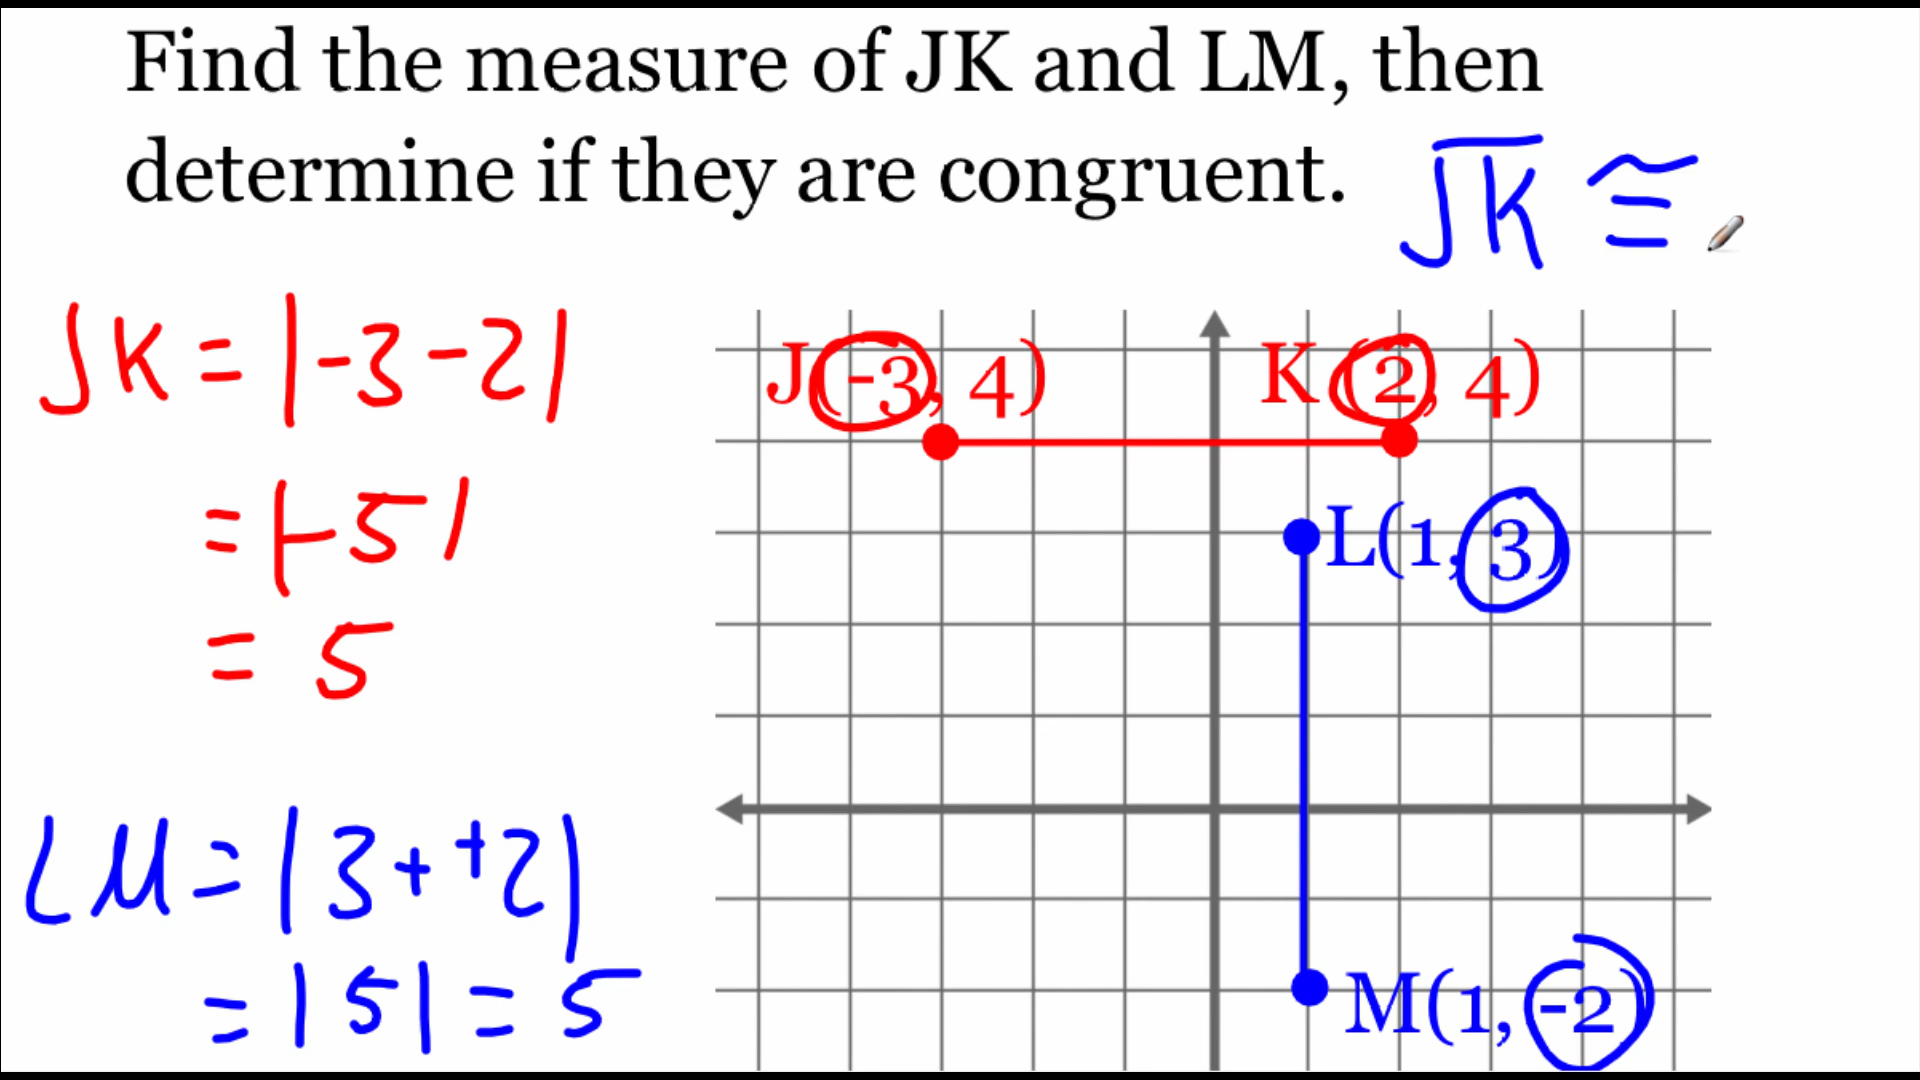 Find the measure of JK and LM, then
determine if they are congruent.
JK ≅
JK = |-3-2|
= |-5|
= 5
LM = |3++2|
= |5| = 5
J(-3, 4)
K (2, 4)
L(1, 3)
M(1, -2)